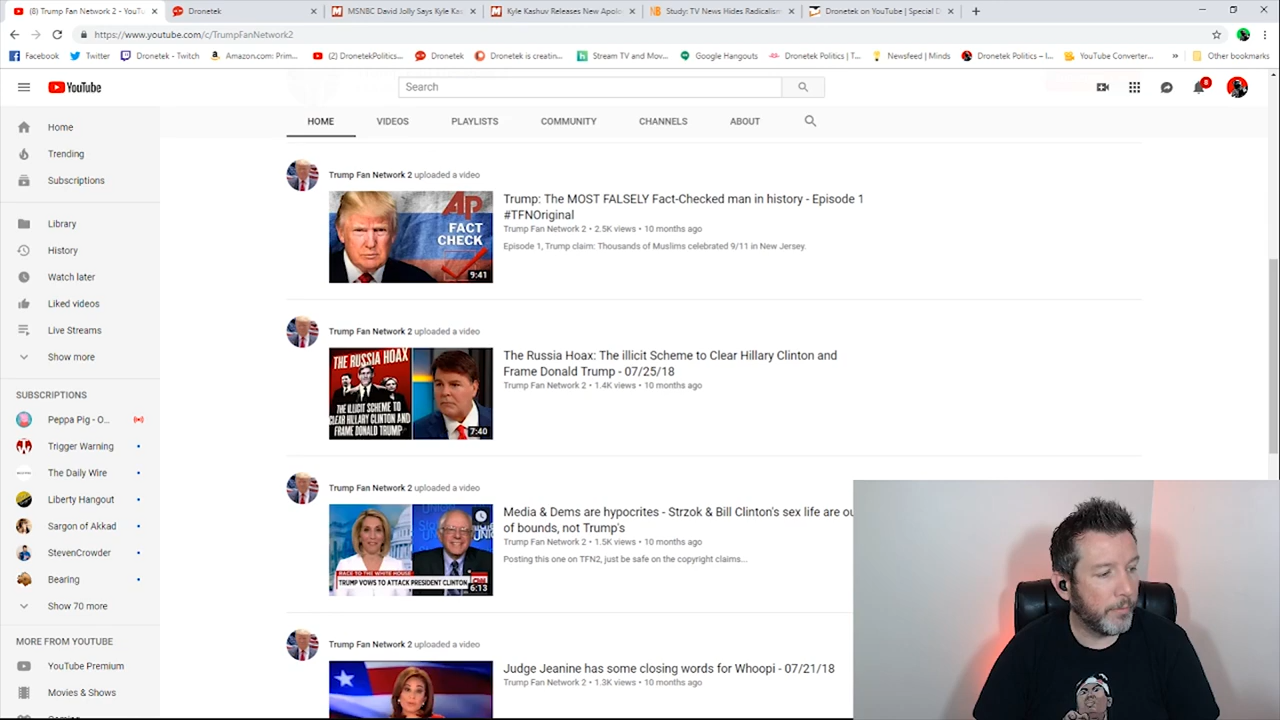 (8) Trump Fan Network 2 - YouTu
Dronetek
MSNBC David Jolly Says Kyle Kas
Kyle Kashuv Releases New Apolo
Study: TV News Hides Radicalism
Dronetek on YouTube | Special D
https://www.youtube.com/c/TrumpFanNetwork2
Facebook
Twitter
Dronetek - Twitch
Amazon.com: Prim...
(2) DronetekPolitics...
Dronetek
Dronetek is creatin...
Stream TV and Mov...
Google Hangouts
Dronetek Politics | T...
Newsfeed | Minds
Dronetek Politics – I...
YouTube Converter...
»
Other bookmarks
YouTube
Search
8
HOME
VIDEOS
PLAYLISTS
COMMUNITY
CHANNELS
ABOUT
Home
Trending
Subscriptions
Library
History
Watch later
Liked videos
Live Streams
Show more
SUBSCRIPTIONS
Peppa Pig - O...
Trigger Warning
The Daily Wire
Liberty Hangout
Sargon of Akkad
StevenCrowder
Bearing
Show 70 more
MORE FROM YOUTUBE
YouTube Premium
Movies & Shows
Trump Fan Network 2 uploaded a video
AP
FACT
CHECK
9:41
Trump: The MOST FALSELY Fact-Checked man in history - Episode 1
#TFNOriginal
Trump Fan Network 2 • 2.5K views • 10 months ago
Episode 1, Trump claim: Thousands of Muslims celebrated 9/11 in New Jersey.
Trump Fan Network 2 uploaded a video
THE RUSSIA HOAX
THE ILLICIT SCHEME TO
CLEAR HILLARY CLINTON AND
FRAME DONALD TRUMP
7:40
The Russia Hoax: The illicit Scheme to Clear Hillary Clinton and
Frame Donald Trump - 07/25/18
Trump Fan Network 2 • 1.4K views • 10 months ago
Trump Fan Network 2 uploaded a video
RACE TO THE WHITE HOUSE
TRUMP VOWS TO ATTACK PRESIDENT CLINTON
CNN
6:13
Media & Dems are hypocrites - Strzok & Bill Clinton's sex life are ou
of bounds, not Trump's
Trump Fan Network 2 • 1.5K views • 10 months ago
Posting this one on TFN2, just be safe on the copyright claims...
Trump Fan Network 2 uploaded a video
Judge Jeanine has some closing words for Whoopi - 07/21/18
Trump Fan Network 2 • 1.3K views • 10 months ago